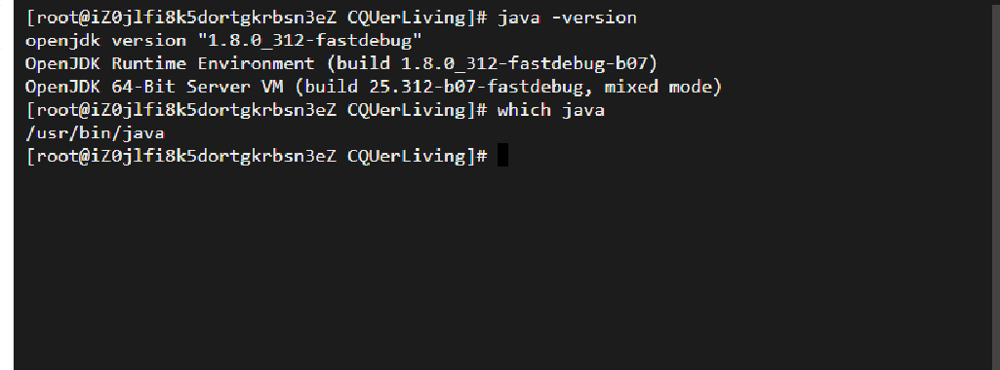 [root@iZ0jlfi8k5dortgkrbsn3eZ CQUerLiving]# java -version
openjdk version "1.8.0_312-fastdebug"
OpenJDK Runtime Environment (build 1.8.0_312-fastdebug-b07)
OpenJDK 64-Bit Server VM (build 25.312-b07-fastdebug, mixed mode)
[root@iZ0jlfi8k5dortgkrbsn3eZ CQUerLiving]# which java
/usr/bin/java
[root@iZ0jlfi8k5dortgkrbsn3eZ CQUerLiving]#